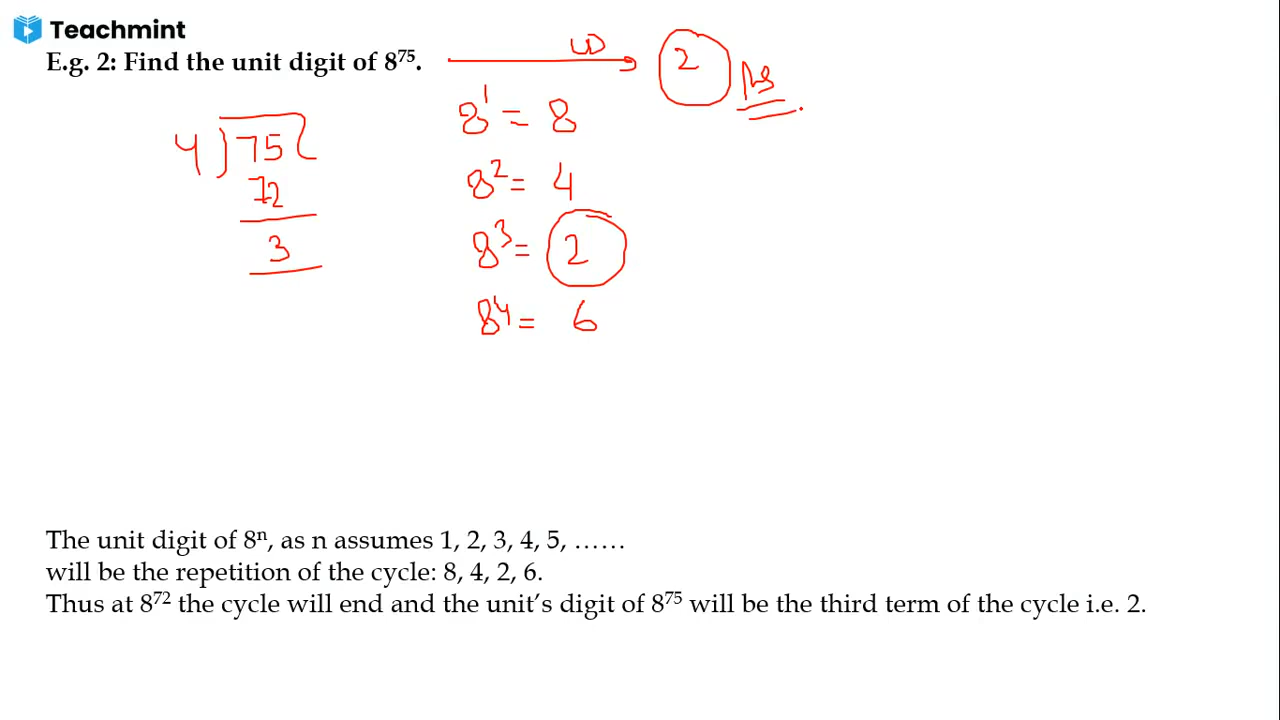 Teachmint
E.g. 2: Find the unit digit of 8⁷⁵.
UD
2
Ans
4)75(
72
3
8¹ = 8
8² = 4
8³ = 2
8⁴ = 6
The unit digit of 8ⁿ, as n assumes 1, 2, 3, 4, 5, ……
will be the repetition of the cycle: 8, 4, 2, 6.
Thus at 8⁷² the cycle will end and the unit’s digit of 8⁷⁵ will be the third term of the cycle i.e. 2.